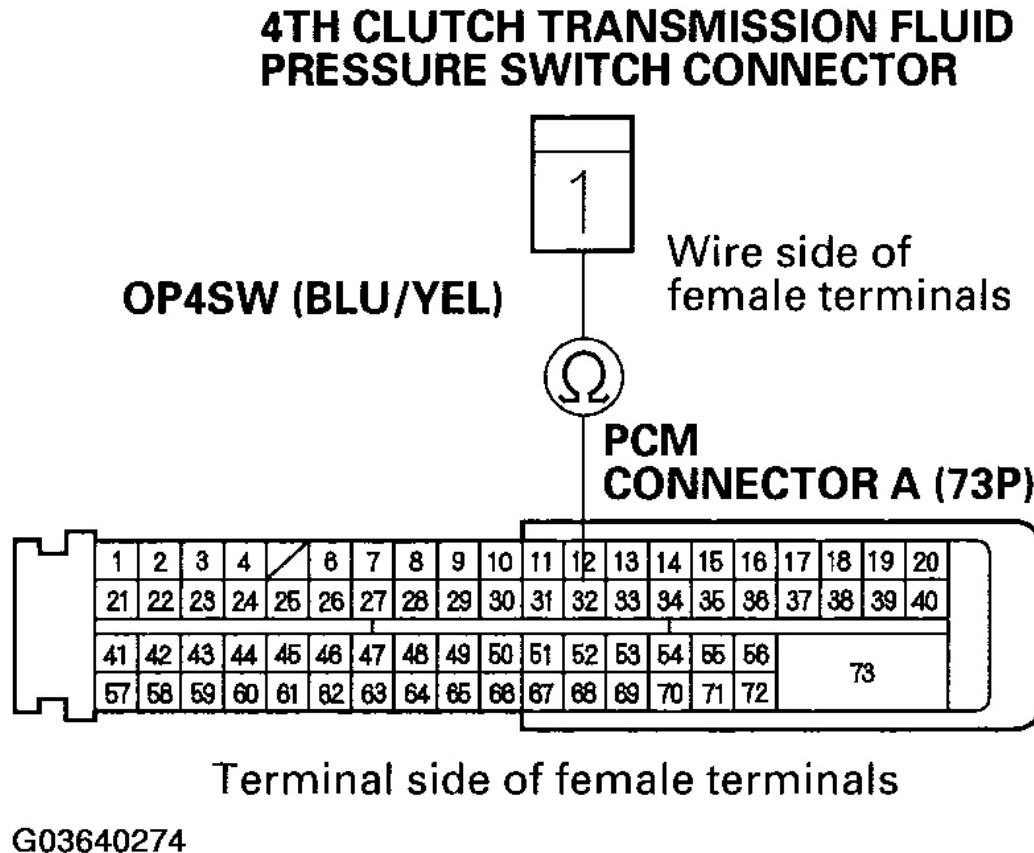 4TH CLUTCH TRANSMISSION FLUID
PRESSURE SWITCH CONNECTOR
1
Wire side of
female terminals
OP4SW (BLU/YEL)
Ω
PCM
CONNECTOR A (73P)
1 2 3 4 6 7 8 9 10 11 12 13 14 15 16 17 18 19 20
21 22 23 24 25 26 27 28 29 30 31 32 33 34 35 36 37 38 39 40
41 42 43 44 45 46 47 48 49 50 51 52 53 54 55 56
73
57 58 59 60 61 62 63 64 65 66 67 68 69 70 71 72
Terminal side of female terminals
G03640274